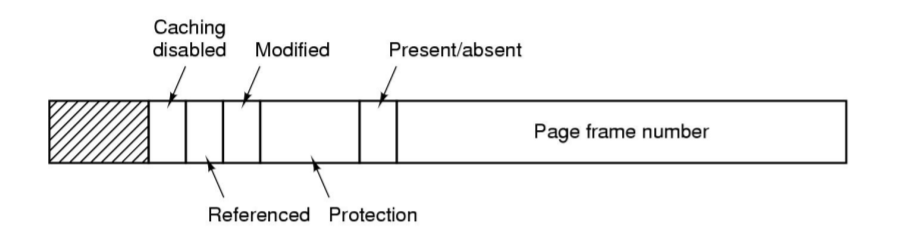 Caching
disabled
Modified
Present/absent
Page frame number
Referenced
Protection